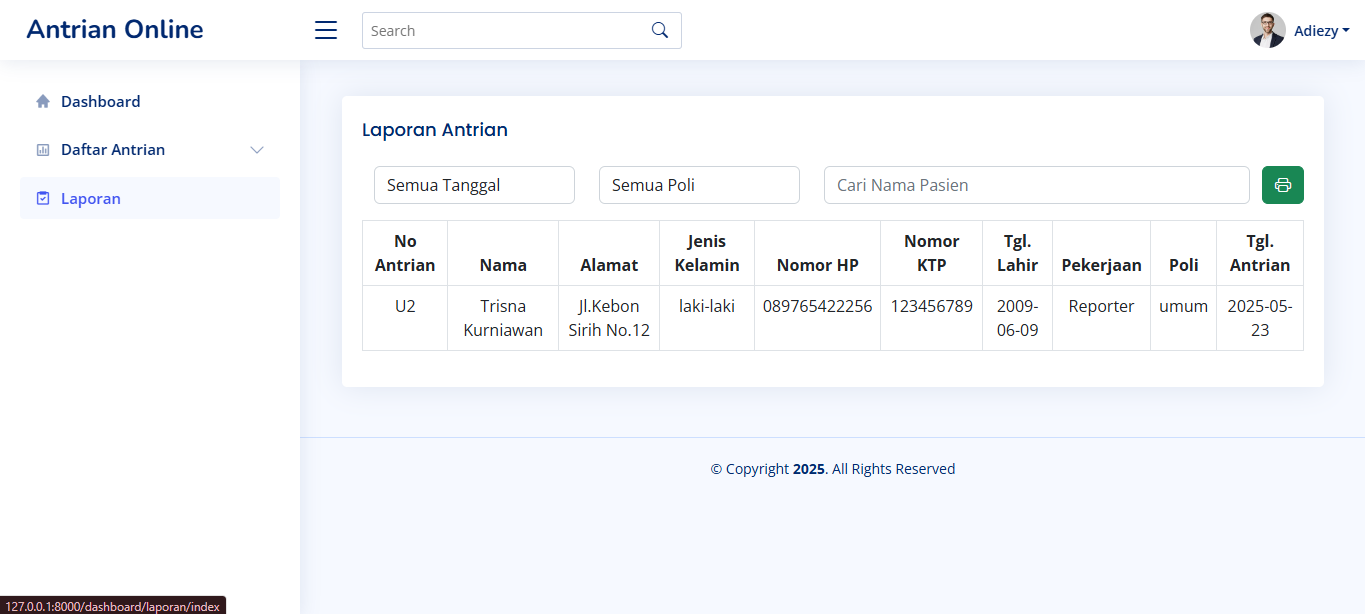 Antrian Online
Search
Adiezy
Dashboard
Daftar Antrian
Laporan
Laporan Antrian
Semua Tanggal
Semua Poli
Cari Nama Pasien
No Antrian Nama Alamat Jenis Kelamin Nomor HP Nomor KTP Tgl. Lahir Pekerjaan Poli Tgl. Antrian
U2 Trisna Kurniawan Jl.Kebon Sirih No.12 laki-laki 089765422256 123456789 2009-06-09 Reporter umum 2025-05-23
© Copyright 2025. All Rights Reserved
127.0.0.1:8000/dashboard/laporan/index